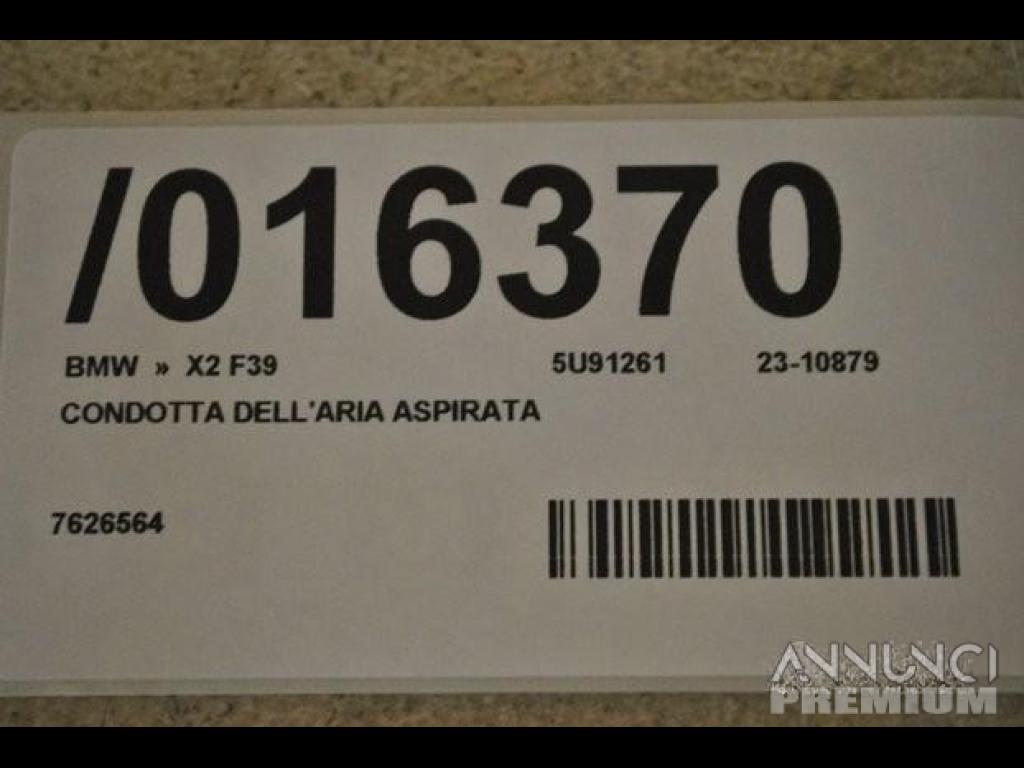 /016370
BMW » X2 F39 5U91261 23-10879
CONDOTTA DELL'ARIA ASPIRATA
7626564
ANNUNCI
PREMIUM